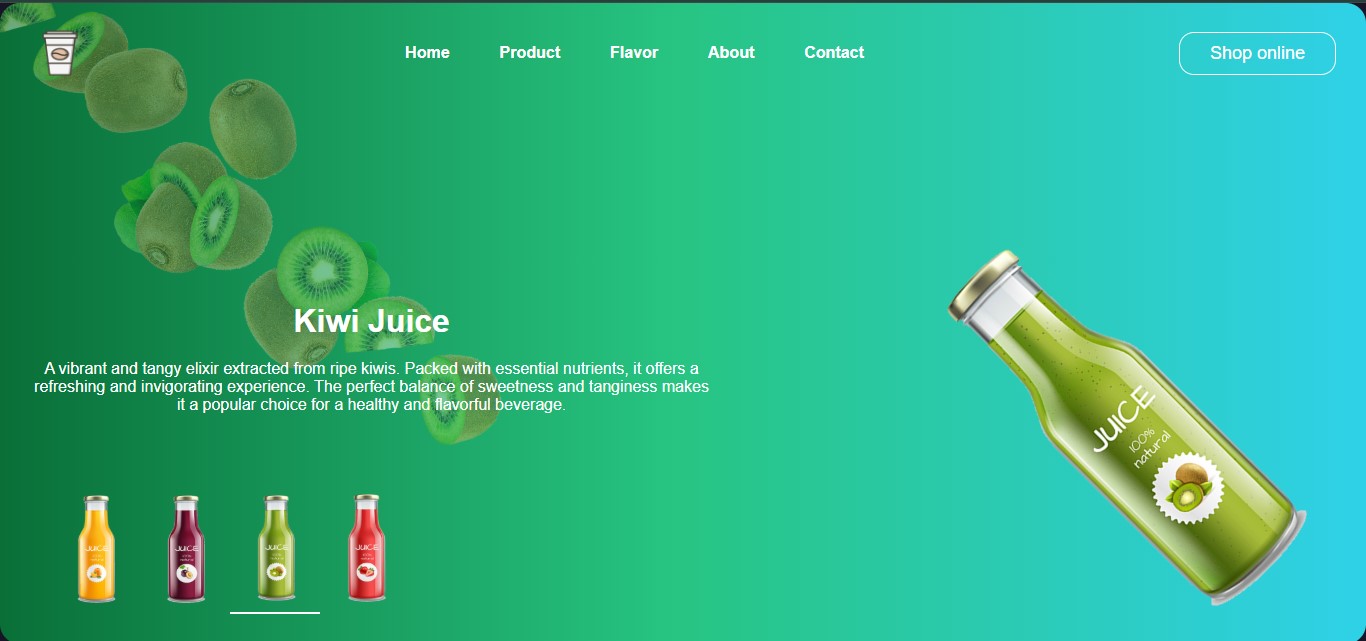 Home
Product
Flavor
About
Contact
Shop online
Kiwi Juice
A vibrant and tangy elixir extracted from ripe kiwis. Packed with essential nutrients, it offers a
refreshing and invigorating experience. The perfect balance of sweetness and tanginess makes
it a popular choice for a healthy and flavorful beverage.
JUICE
100%
natural
JUICE
JUICE
JUICE
JUICE